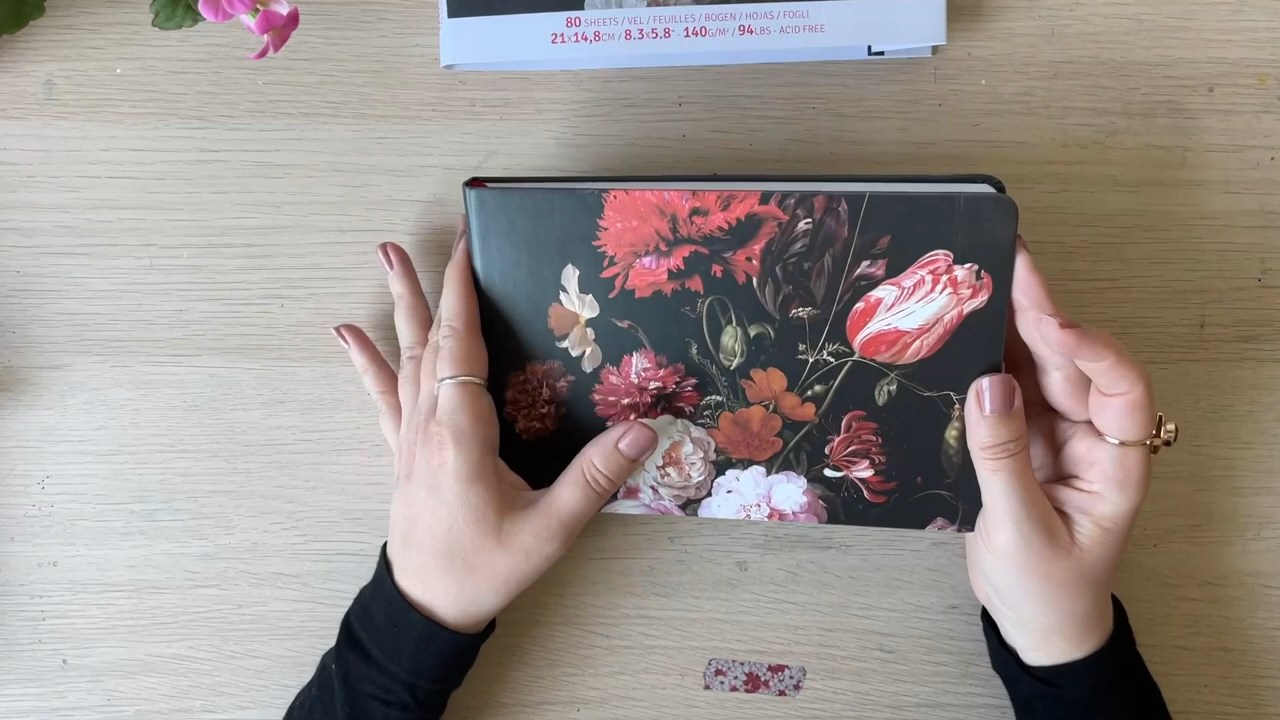 80 SHEETS / VEL / FEUILLES / BOGEN / HOJAS / FOGLI
21X14,8CM / 8.3X5.8" - 140G/M² / 94LBS - ACID FREE